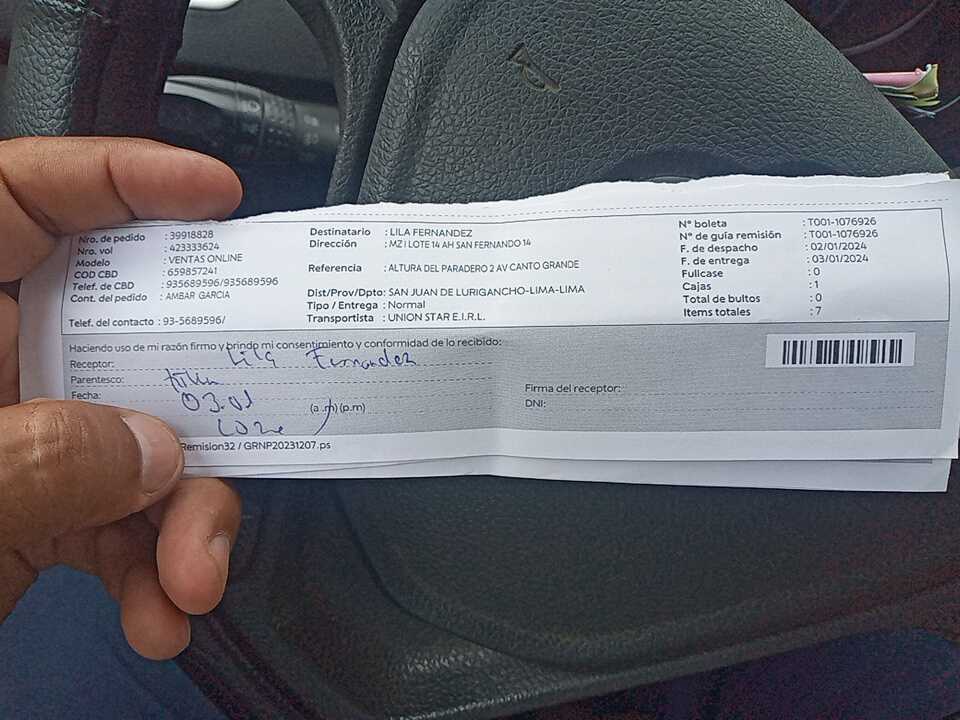 Nro. de pedido : 39918828
Nro. vol : 423333624
Modelo : VENTAS ONLINE
COD CBD : 659857241
Telef. de CBD : 935689596/935689596
Cont. del pedido : AMBAR GARCIA
Telef. del contacto : 93-5689596/
Destinatario : LILA FERNANDEZ
Dirección : MZ I LOTE 14 AH SAN FERNANDO 14
Referencia : ALTURA DEL PARADERO 2 AV CANTO GRANDE
Dist/Prov/Dpto: SAN JUAN DE LURIGANCHO-LIMA-LIMA
Tipo / Entrega : Normal
Transportista : UNION STAR E.I.R.L.
N° boleta : T001-1076926
N° de guía remisión : T001-1076926
F. de despacho : 02/01/2024
F. de entrega : 03/01/2024
Fullcase : 0
Cajas : 1
Total de bultos : 0
Items totales : 7
Haciendo uso de mi razón firmo y brindo mi consentimiento y conformidad de lo recibido:
Receptor: Lila Fernandez
Parentesco:
Fecha: 03.01
(a.m) (p.m)
Firma del receptor:
DNI:
Remision32 / GRNP20231207.ps